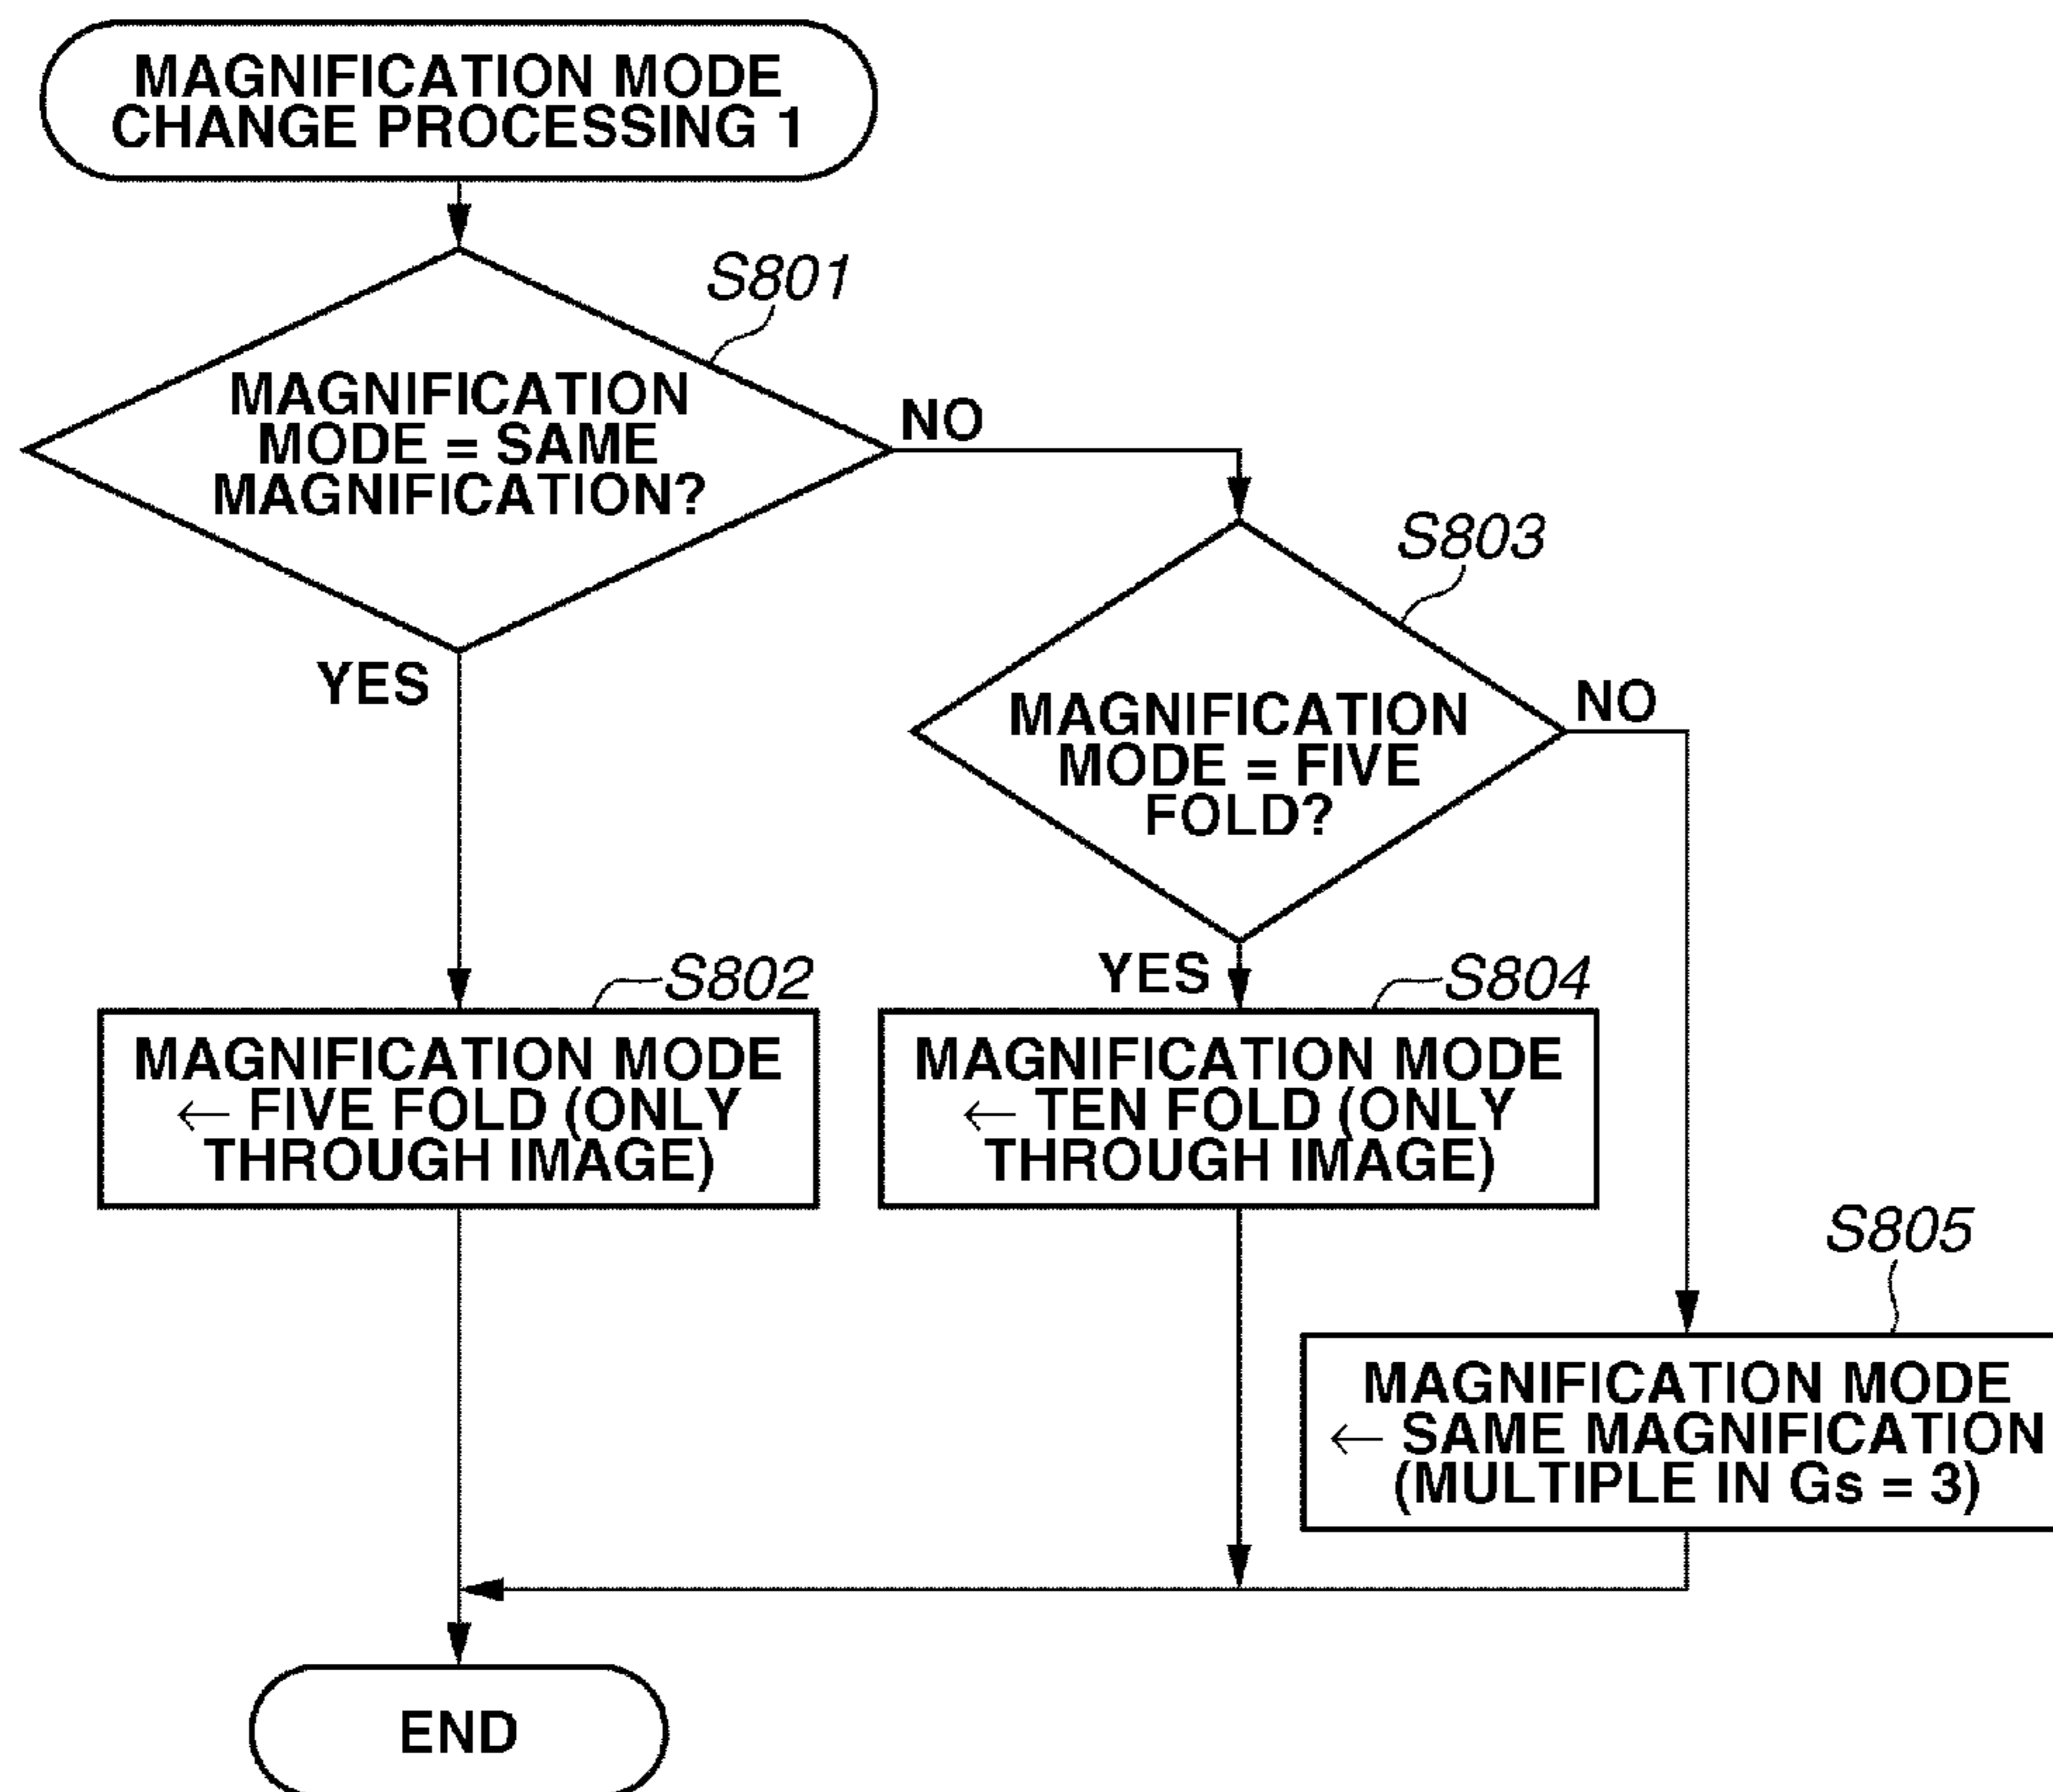 MAGNIFICATION MODE
CHANGE PROCESSING 1
S801
MAGNIFICATION
MODE = SAME
MAGNIFICATION?
NO
YES
S803
MAGNIFICATION
MODE = FIVE
FOLD?
NO
YES
S802
MAGNIFICATION MODE
← FIVE FOLD (ONLY
THROUGH IMAGE)
S804
MAGNIFICATION MODE
← TEN FOLD (ONLY
THROUGH IMAGE)
S805
MAGNIFICATION MODE
← SAME MAGNIFICATION
(MULTIPLE IN Gs = 3)
END